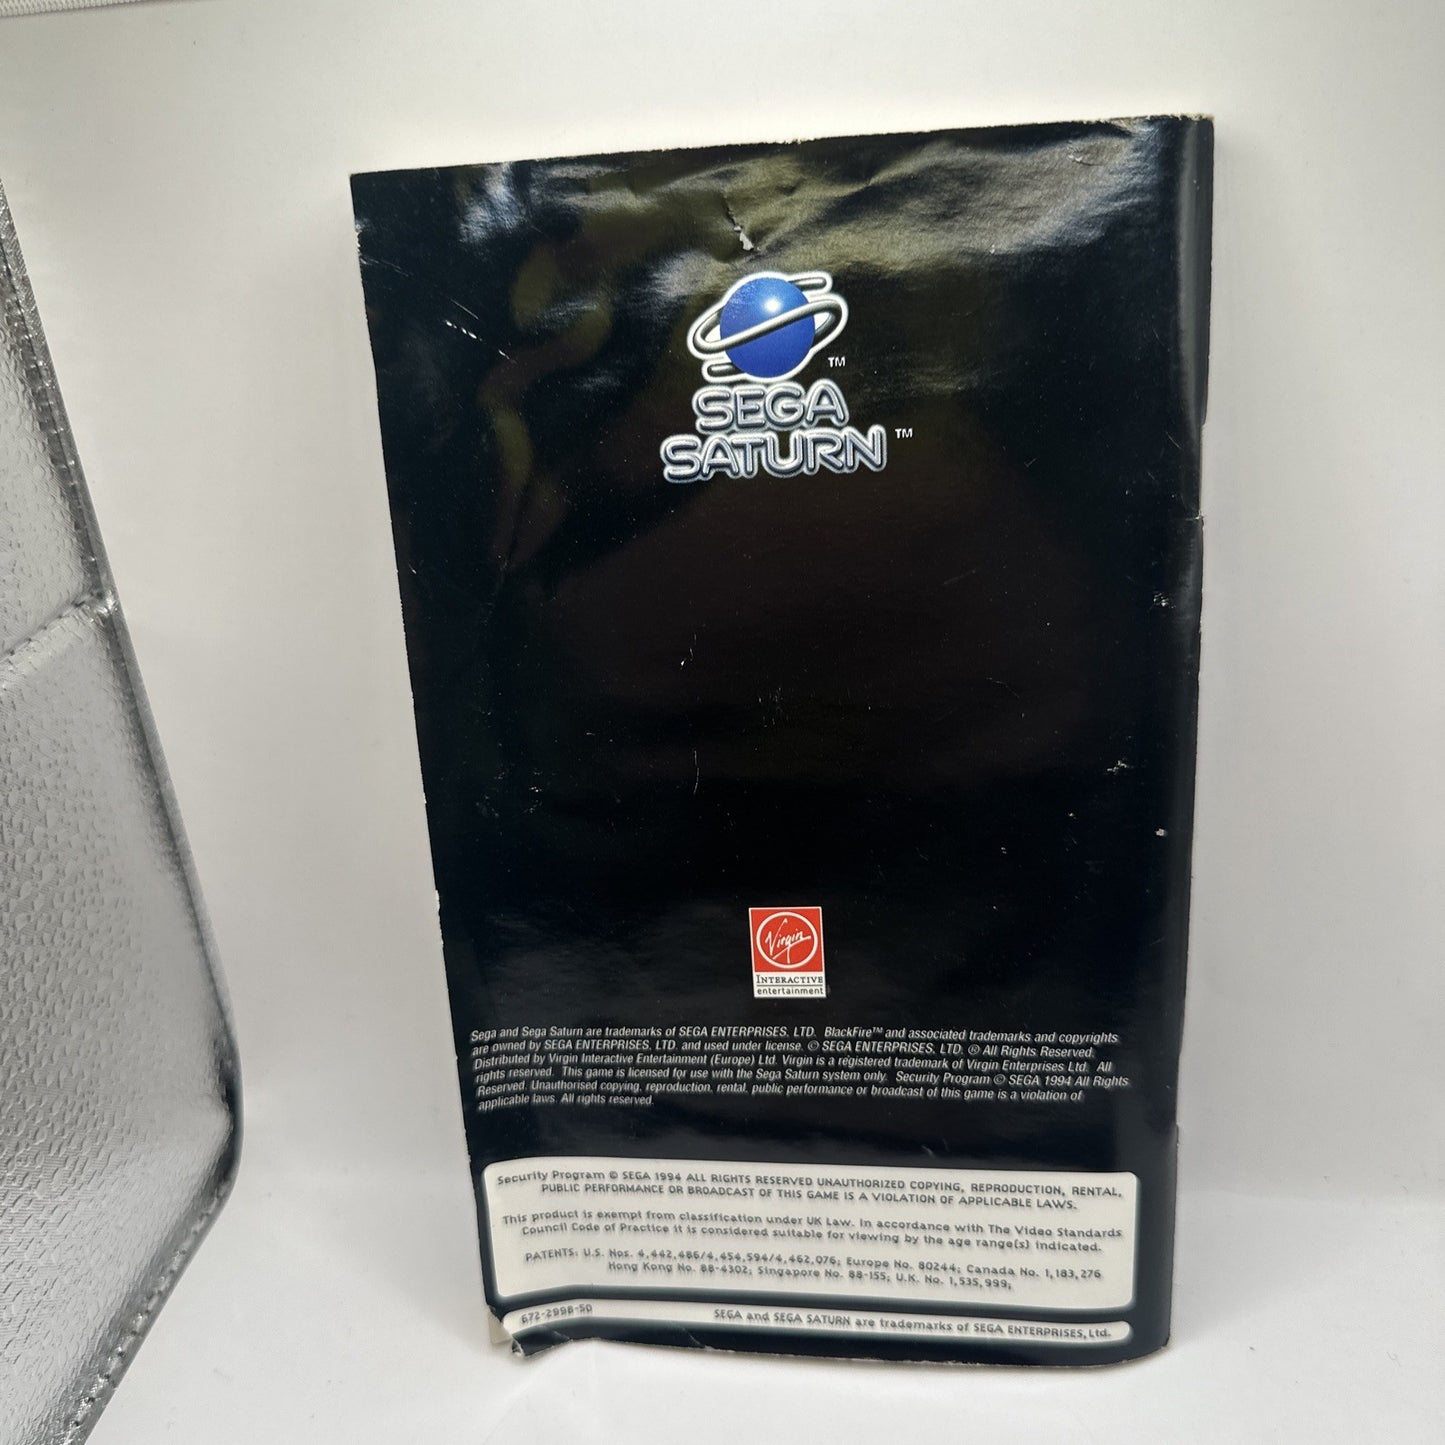 TM
SEGA
SATURN TM
Virgin
INTERACTIVE
entertainment
Sega and Sega Saturn are trademarks of SEGA ENTERPRISES. LTD. BlackFire™ and associated trademarks and copyrights
are owned by SEGA ENTERPRISES. LTD. and used under license. © SEGA ENTERPRISES. LTD. ® All Rights Reserved.
Distributed by Virgin Interactive Entertainment (Europe) Ltd. Virgin is a registered trademark of Virgin Enterprises Ltd. All
rights reserved. This game is licensed for use with the Sega Saturn system only. Security Program © SEGA 1994 All Rights
Reserved. Unauthorised copying, reproduction, rental, public performance or broadcast of this game is a violation of
applicable laws. All rights reserved.
Security Program © SEGA 1994 ALL RIGHTS RESERVED UNAUTHORIZED COPYING, REPRODUCTION, RENTAL,
PUBLIC PERFORMANCE OR BROADCAST OF THIS GAME IS A VIOLATION OF APPLICABLE LAWS.
This product is exempt from classification under UK Law. In accordance with The Video Standards
Council Code of Practice it is considered suitable for viewing by the age range(s) indicated.
PATENTS: U.S. Nos. 4,442,486/4,454,594/4,462,076; Europe No. 80244; Canada No. 1,183,276
Hong Kong No. 88-4302; Singapore No. 88-155; U.K. No. 1,535,999;
672-2998-50 SEGA and SEGA SATURN are trademarks of SEGA ENTERPRISES, Ltd.